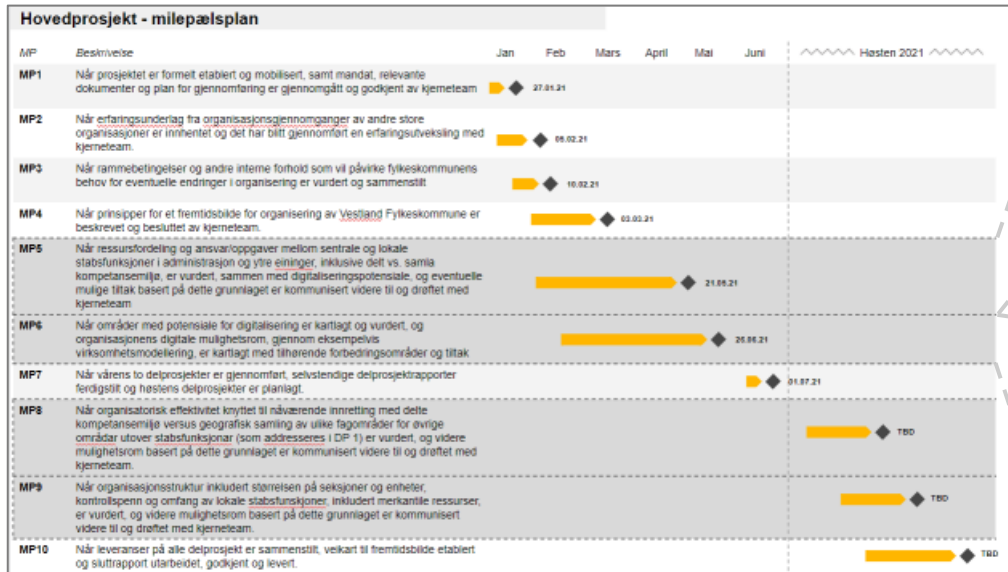 Hovedprosjekt - milepælsplan
MP Beskrivelse Jan Feb Mars April Mai Juni Høsten 2021
MP1 Når prosjektet er formelt etablert og mobilisert, samt mandat, relevante
dokumenter og plan for gjennomføring er gjennomgått og godkjent av kjerneteam 27.01.21
MP2 Når erfaringsunderlag fra organisasjonsgjennomganger av andre store
organisasjoner er innhentet og det har blitt gjennomført en erfaringsutveksling med
kjerneteam. 05.02.21
MP3 Når rammebetingelser og andre interne forhold som vil påvirke fylkeskommunens
behov for eventuelle endringer i organisering er vurdert og sammenstilt 10.02.21
MP4 Når prinsipper for et fremtidsbilde for organisering av Vestland Fylkeskommune er
beskrevet og besluttet av kjerneteam. 03.03.21
MP5 Når ressursfordeling og ansvar/oppgaver mellom sentrale og lokale
stabsfunksjoner i administrasjon og ytre eininger, inklusive delt vs. samla
kompetansemiljø, er vurdert, sammen med digitaliseringspotensiale, og eventuelle
mulige tiltak basert på dette grunnlaget er kommunisert videre til og drøftet med
kjerneteam 21.05.21
MP6 Når områder med potensiale for digitalisering er kartlagt og vurdert, og
organisasjonens digitale mulighetsrom, gjennom eksempelvis
virksomhetsmodellering, er kartlagt med tilhørende forbedringsområder og tiltak 25.06.21
MP7 Når vårens to delprosjekter er gjennomført, selvstendige delprosjektrapporter
ferdigstilt og høstens delprosjekter er planlagt. 01.07.21
MP8 Når organisatorisk effektivitet knyttet til nåværende innretting med delte
kompetansemiljø versus geografisk samling av ulike fagområder for øvrige
områdar utover stabsfunksjonar (som addresseres i DP 1) er vurdert, og videre
mulighetsrom basert på dette grunnlaget er kommunisert videre til og drøftet med
kjerneteam. TBD
MP9 Når organisasjonsstruktur inkludert størrelsen på seksjoner og enheter,
kontrollspenn og omfang av lokale stabsfunskjoner, inkludert merkantile ressurser,
er vurdert, og videre mulighetsrom basert på dette grunnlaget er kommunisert
videre til og drøftet med kjerneteam. TBD
MP10 Når leveranser på alle delprosjekt er sammenstilt, veikart til fremtidsbilde etablert
og sluttrapport utarbeidet, godkjent og levert. TBD